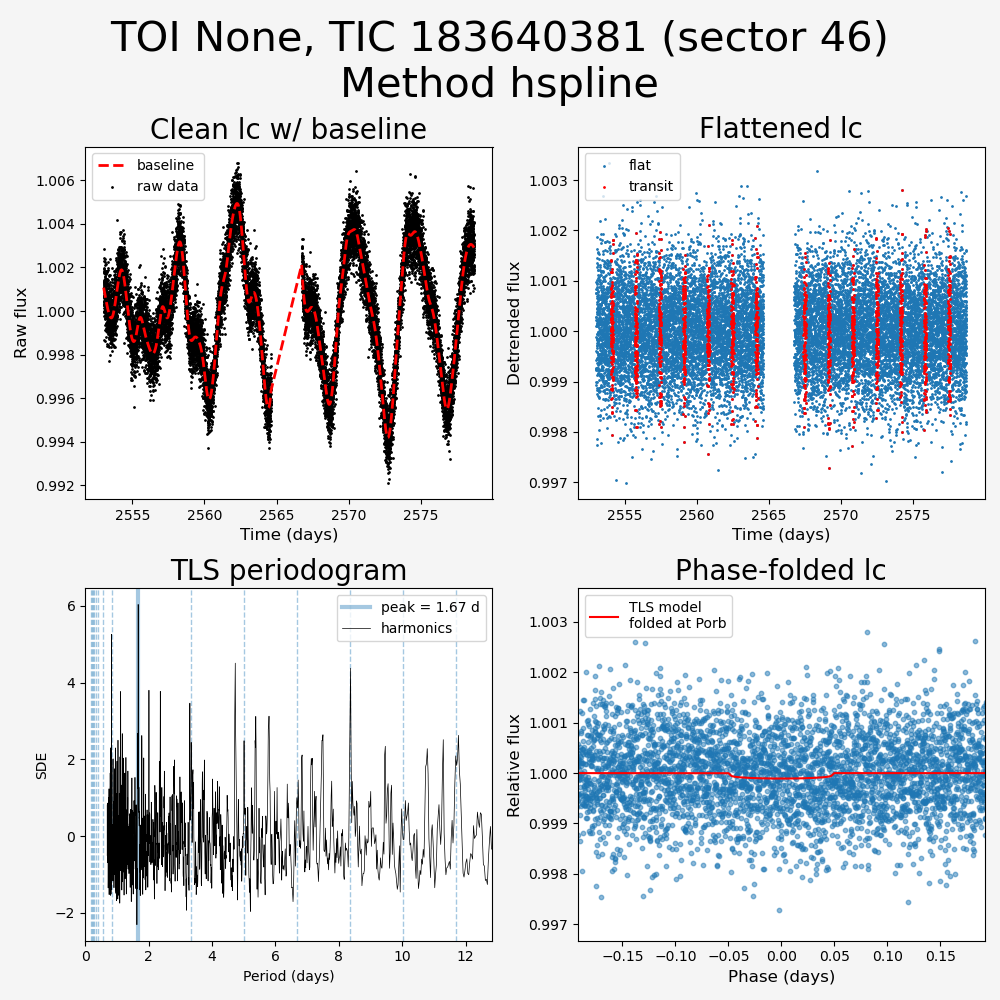 TOI None, TIC 183640381 (sector 46)
Method hspline
Clean lc w/ baseline
baseline
raw data
1.006
1.004
1.002
1.000
0.998
0.996
0.994
0.992
Raw flux
2555
2560
2565
2570
2575
Time (days)
Flattened lc
flat
transit
1.003
1.002
1.001
1.000
0.999
0.998
0.997
Detrended flux
2555
2560
2565
2570
2575
Time (days)
TLS periodogram
peak = 1.67 d
harmonics
6
4
2
0
−2
SDE
0
2
4
6
8
10
12
Period (days)
Phase-folded lc
TLS model
folded at Porb
1.003
1.002
1.001
1.000
0.999
0.998
0.997
Relative flux
−0.15
−0.10
−0.05
0.00
0.05
0.10
0.15
Phase (days)